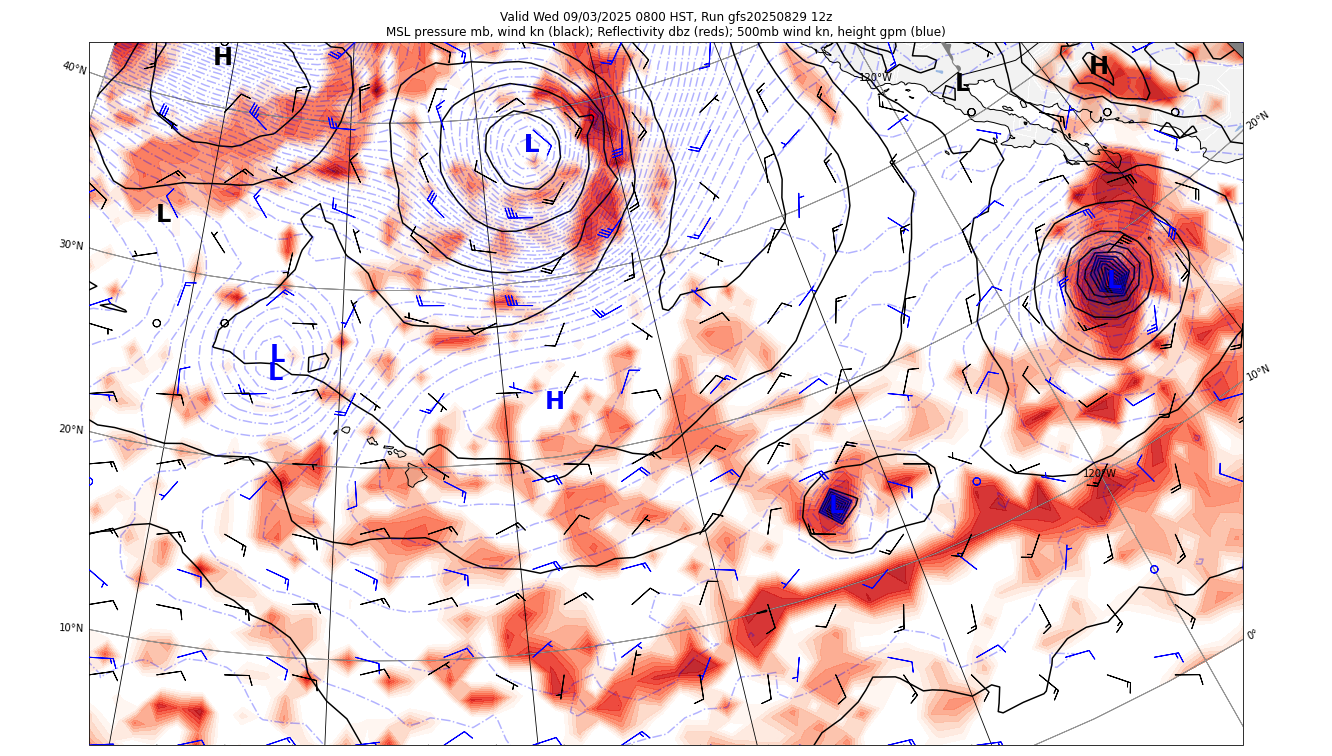 Valid Wed 09/03/2025 0800 HST, Run gfs20250829 12z
MSL pressure mb, wind kn (black); Reflectivity dbz (reds); 500mb wind kn, height gpm (blue)
H
H
40°N
120°W
L
20°N
L
L
30°N
L
L
L
10°N
H
20°N
120°W
L
10°N
0°